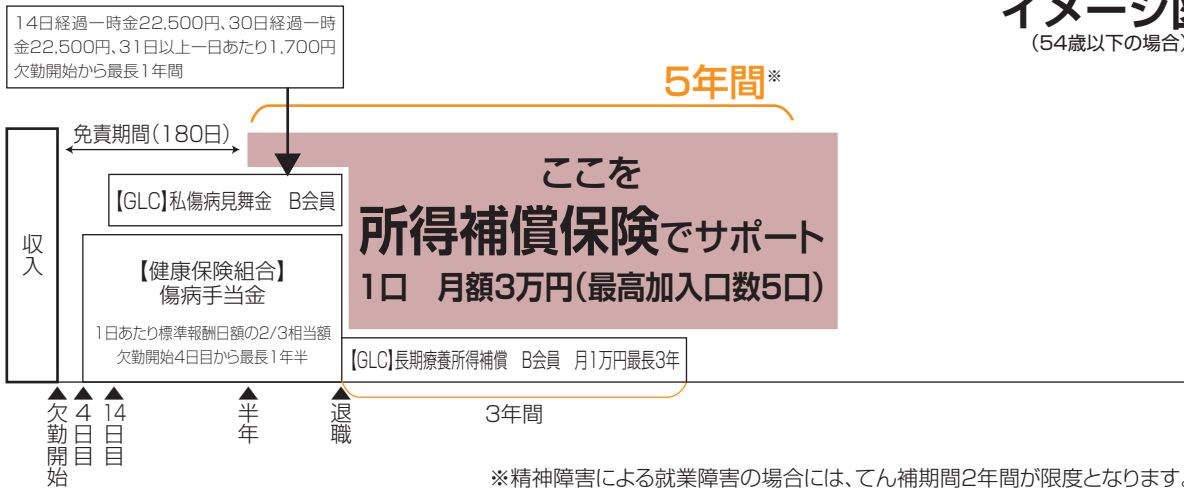 イメージ図
(54歳以下の場合)
14日経過一時金22,500円、30日経過一時
金22,500円、31日以上一日あたり1,700円
欠勤開始から最長1年間
5年間※
免責期間(180日)
収入
【GLC】私傷病見舞金 B会員
【健康保険組合】
傷病手当金
1日あたり標準報酬日額の2/3相当額
欠勤開始4日目から最長1年半
ここを
所得補償保険でサポート
1口 月額3万円(最高加入口数5口)
【GLC】長期療養所得補償 B会員 月1万円最長3年
▲欠勤開始
▲4日目
▲14日目
▲半年
▲退職
3年間
※精神障害による就業障害の場合には、てん補期間2年間が限度となります。